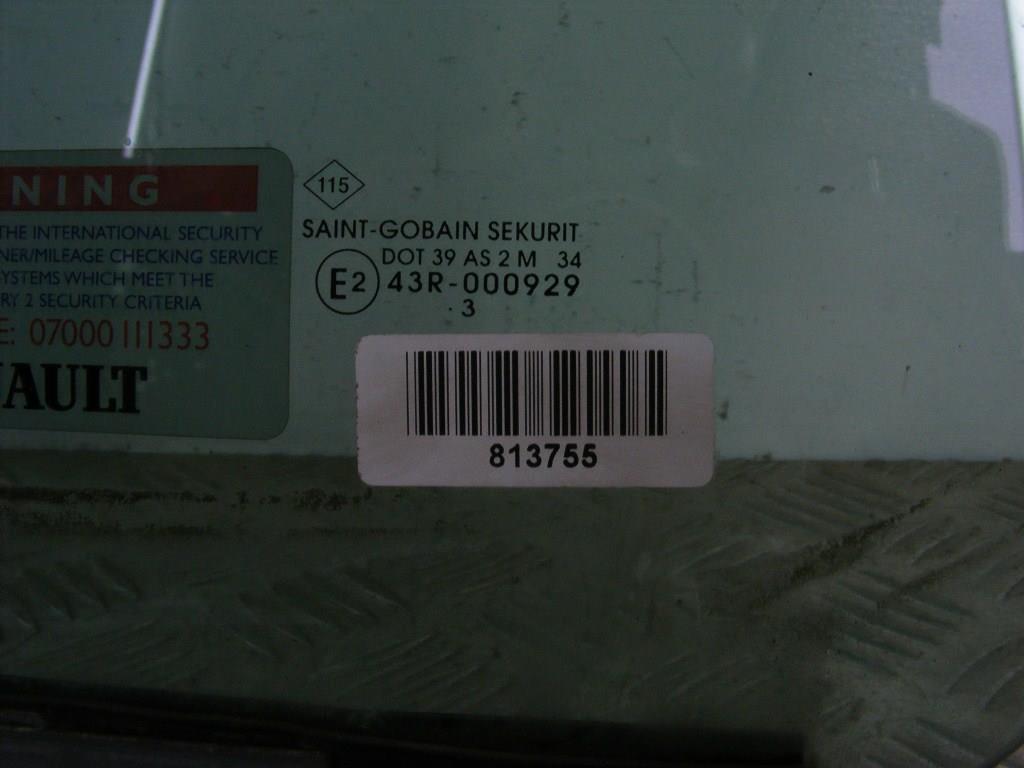 NING
THE INTERNATIONAL SECURITY
NER/MILEAGE CHECKING SERVICE
YSTEMS WHICH MEET THE
RY 2 SECURITY CRITERIA
E: 07000 111333
AULT
115
SAINT-GOBAIN SEKURIT
DOT 39 AS 2 M 34
E2 43R-000929
. 3
813755